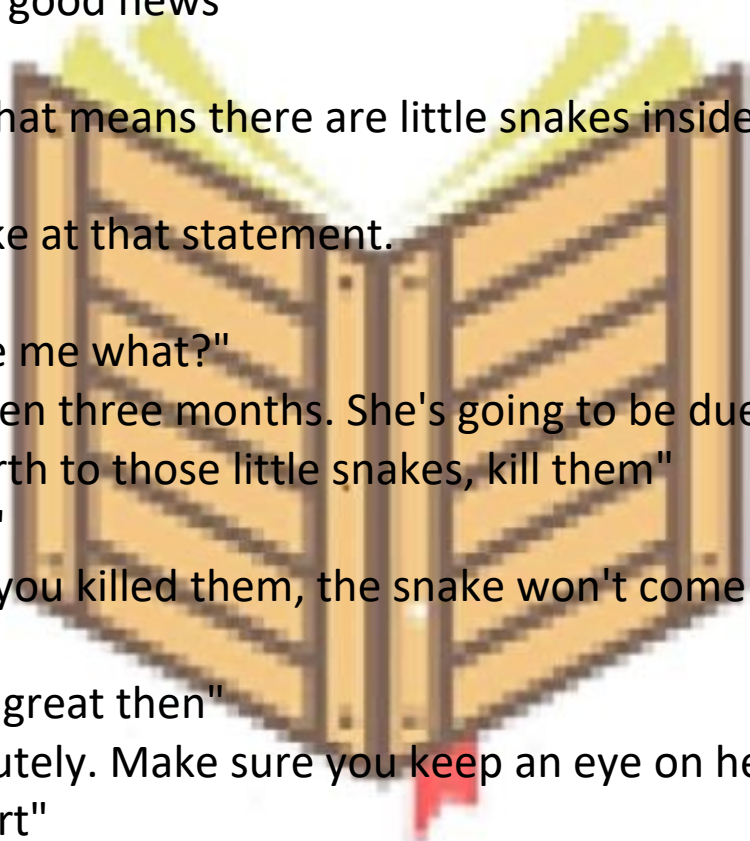 good news"
hat means there are little snakes inside
ke at that statement.
e me what?"
en three months. She's going to be due
rth to those little snakes, kill them"
"
you killed them, the snake won't come
great then"
utely. Make sure you keep an eye on he
rt"